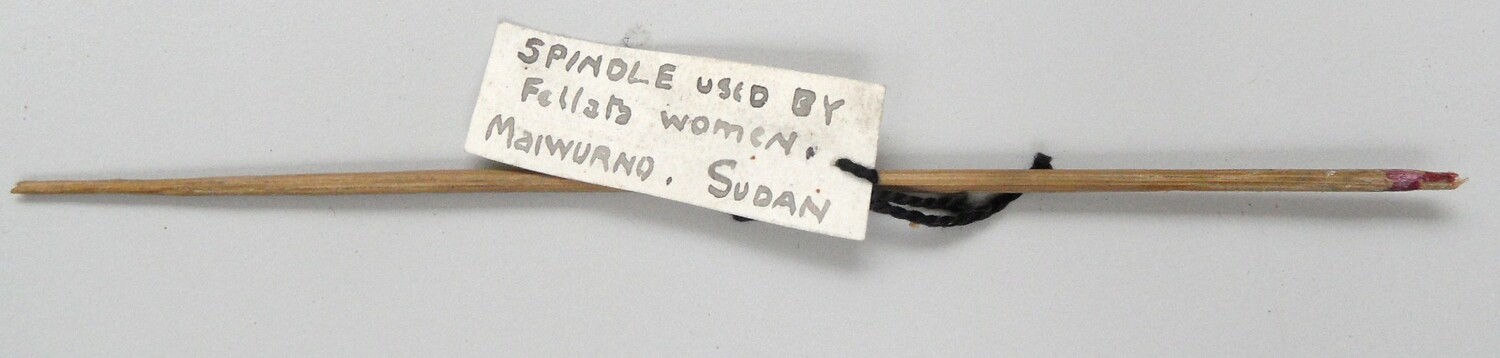 SPINDLE USED BY
Fellata women.
MAIWURNO. SUDAN